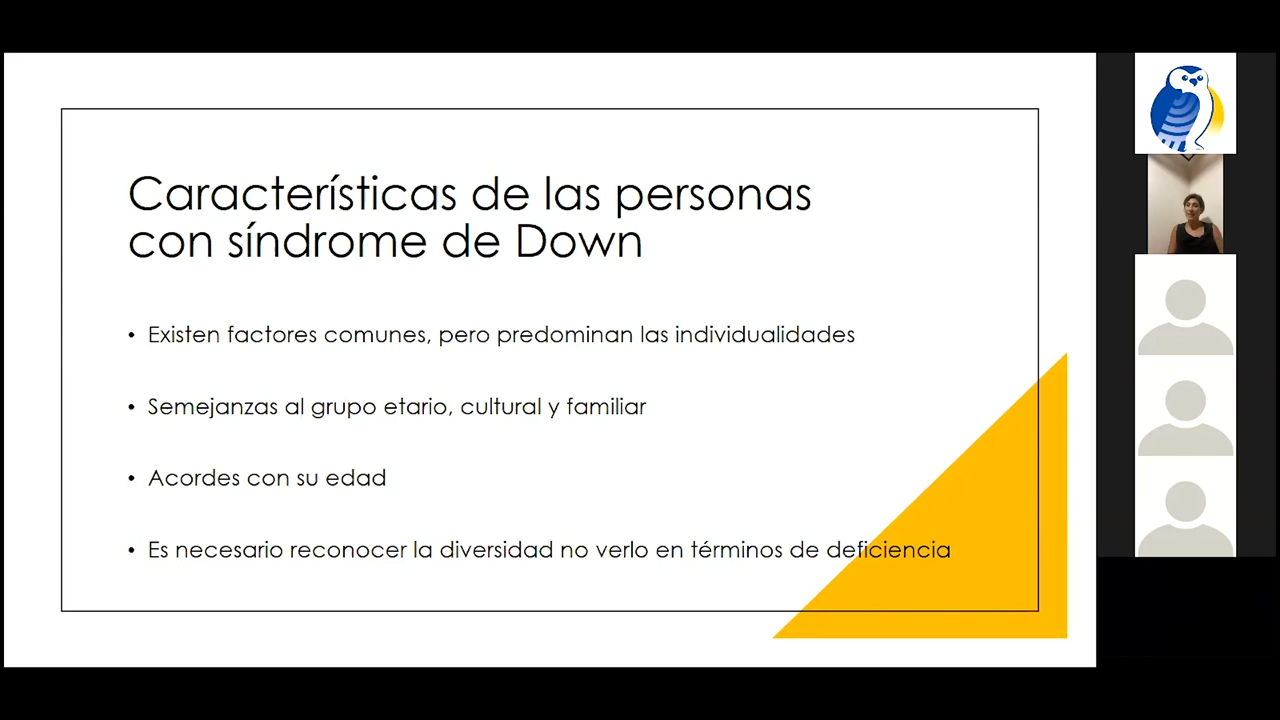 Características de las personas
con síndrome de Down
• Existen factores comunes, pero predominan las individualidades
• Semejanzas al grupo etario, cultural y familiar
• Acordes con su edad
• Es necesario reconocer la diversidad no verlo en términos de deficiencia